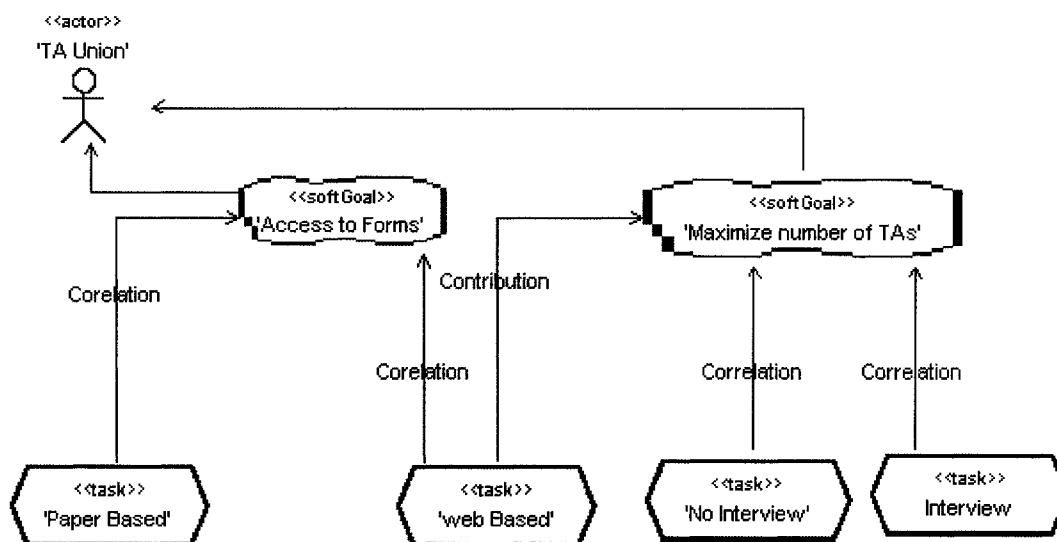 <<actor>>
'TA Union'
<<softGoal>>
'Access to Forms'
<<softGoal>>
'Maximize number of TAs'
Corelation
Contribution
Corelation
Correlation
Correlation
<<task>>
'Paper Based'
<<task>>
'web Based'
<<task>>
'No Interview'
<<task>>
Interview